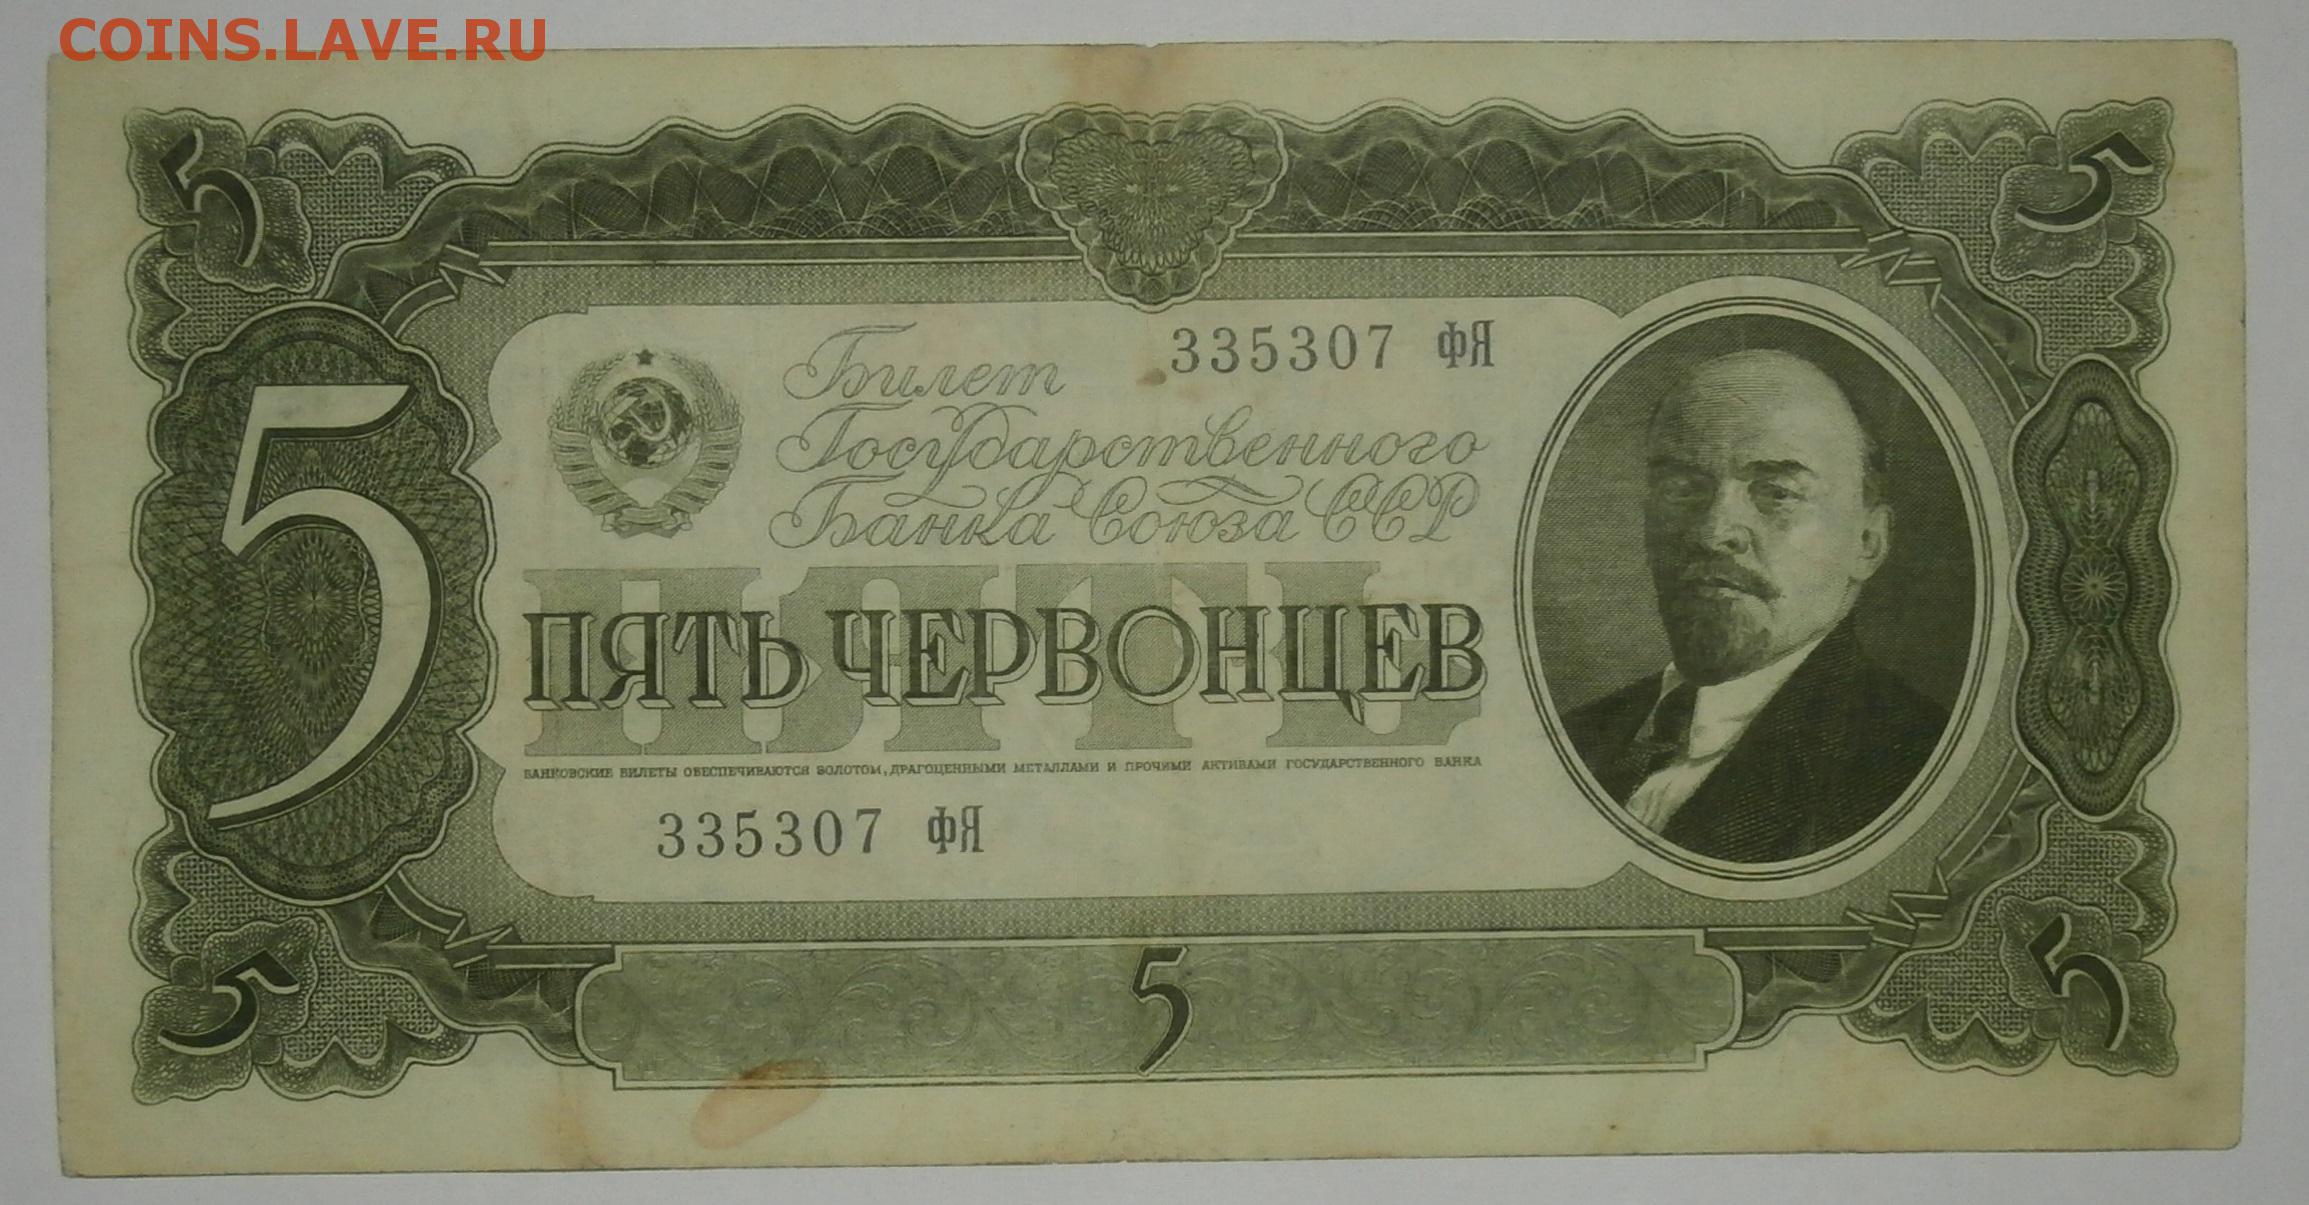 COINS.LAVE.RU
5
5
Билет
335307 ФЯ
Государственного
Банка Союза ССР
5
ПЯТЬ
ПЯТЬ ЧЕРВОНЦЕВ
БАНКОВСКИЕ БИЛЕТЫ ОБЕСПЕЧИВАЮТСЯ ЗОЛОТОМ, ДРАГОЦЕННЫМИ МЕТАЛЛАМИ И ПРОЧИМИ АКТИВАМИ ГОСУДАРСТВЕННОГО БАНКА
335307 ФЯ
5
5
5